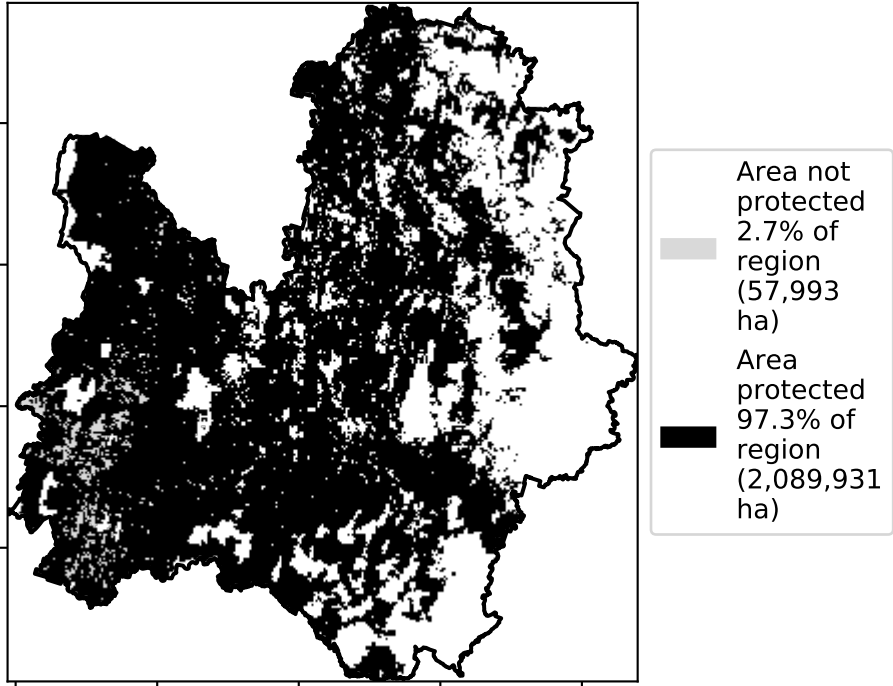 Area not
protected
2.7% of
region
(57,993
ha)
Area
protected
97.3% of
region
(2,089,931
ha)